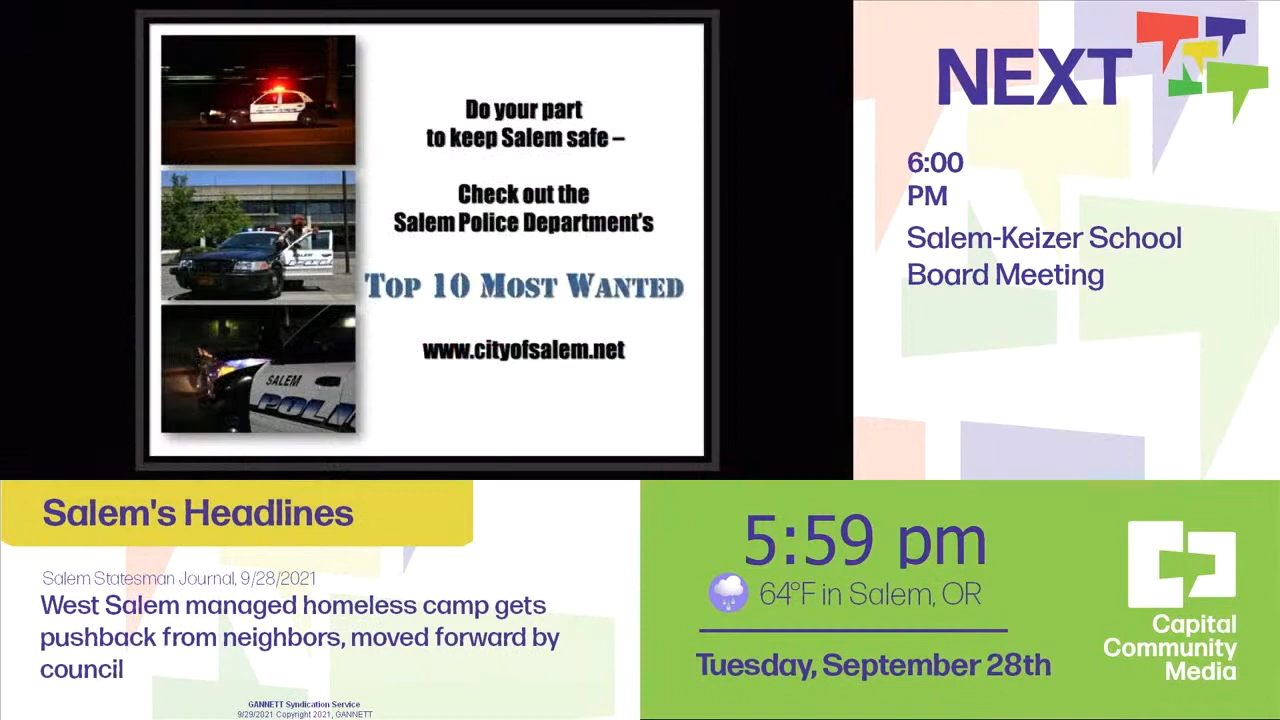 Do your part
to keep Salem safe –
Check out the
Salem Police Department's
Top 10 Most Wanted
www.cityofsalem.net
SALEM
SALEM
POLI
NEXT
6:00
PM
Salem-Keizer School
Board Meeting
Salem's Headlines
Salem Statesman Journal, 9/28/2021
West Salem managed homeless camp gets
pushback from neighbors, moved forward by
council
GANNETT Syndication Service
9/29/2021 Copyright 2021, GANNETT
5:59 pm
64°F in Salem, OR
Tuesday, September 28th
Capital
Community
Media